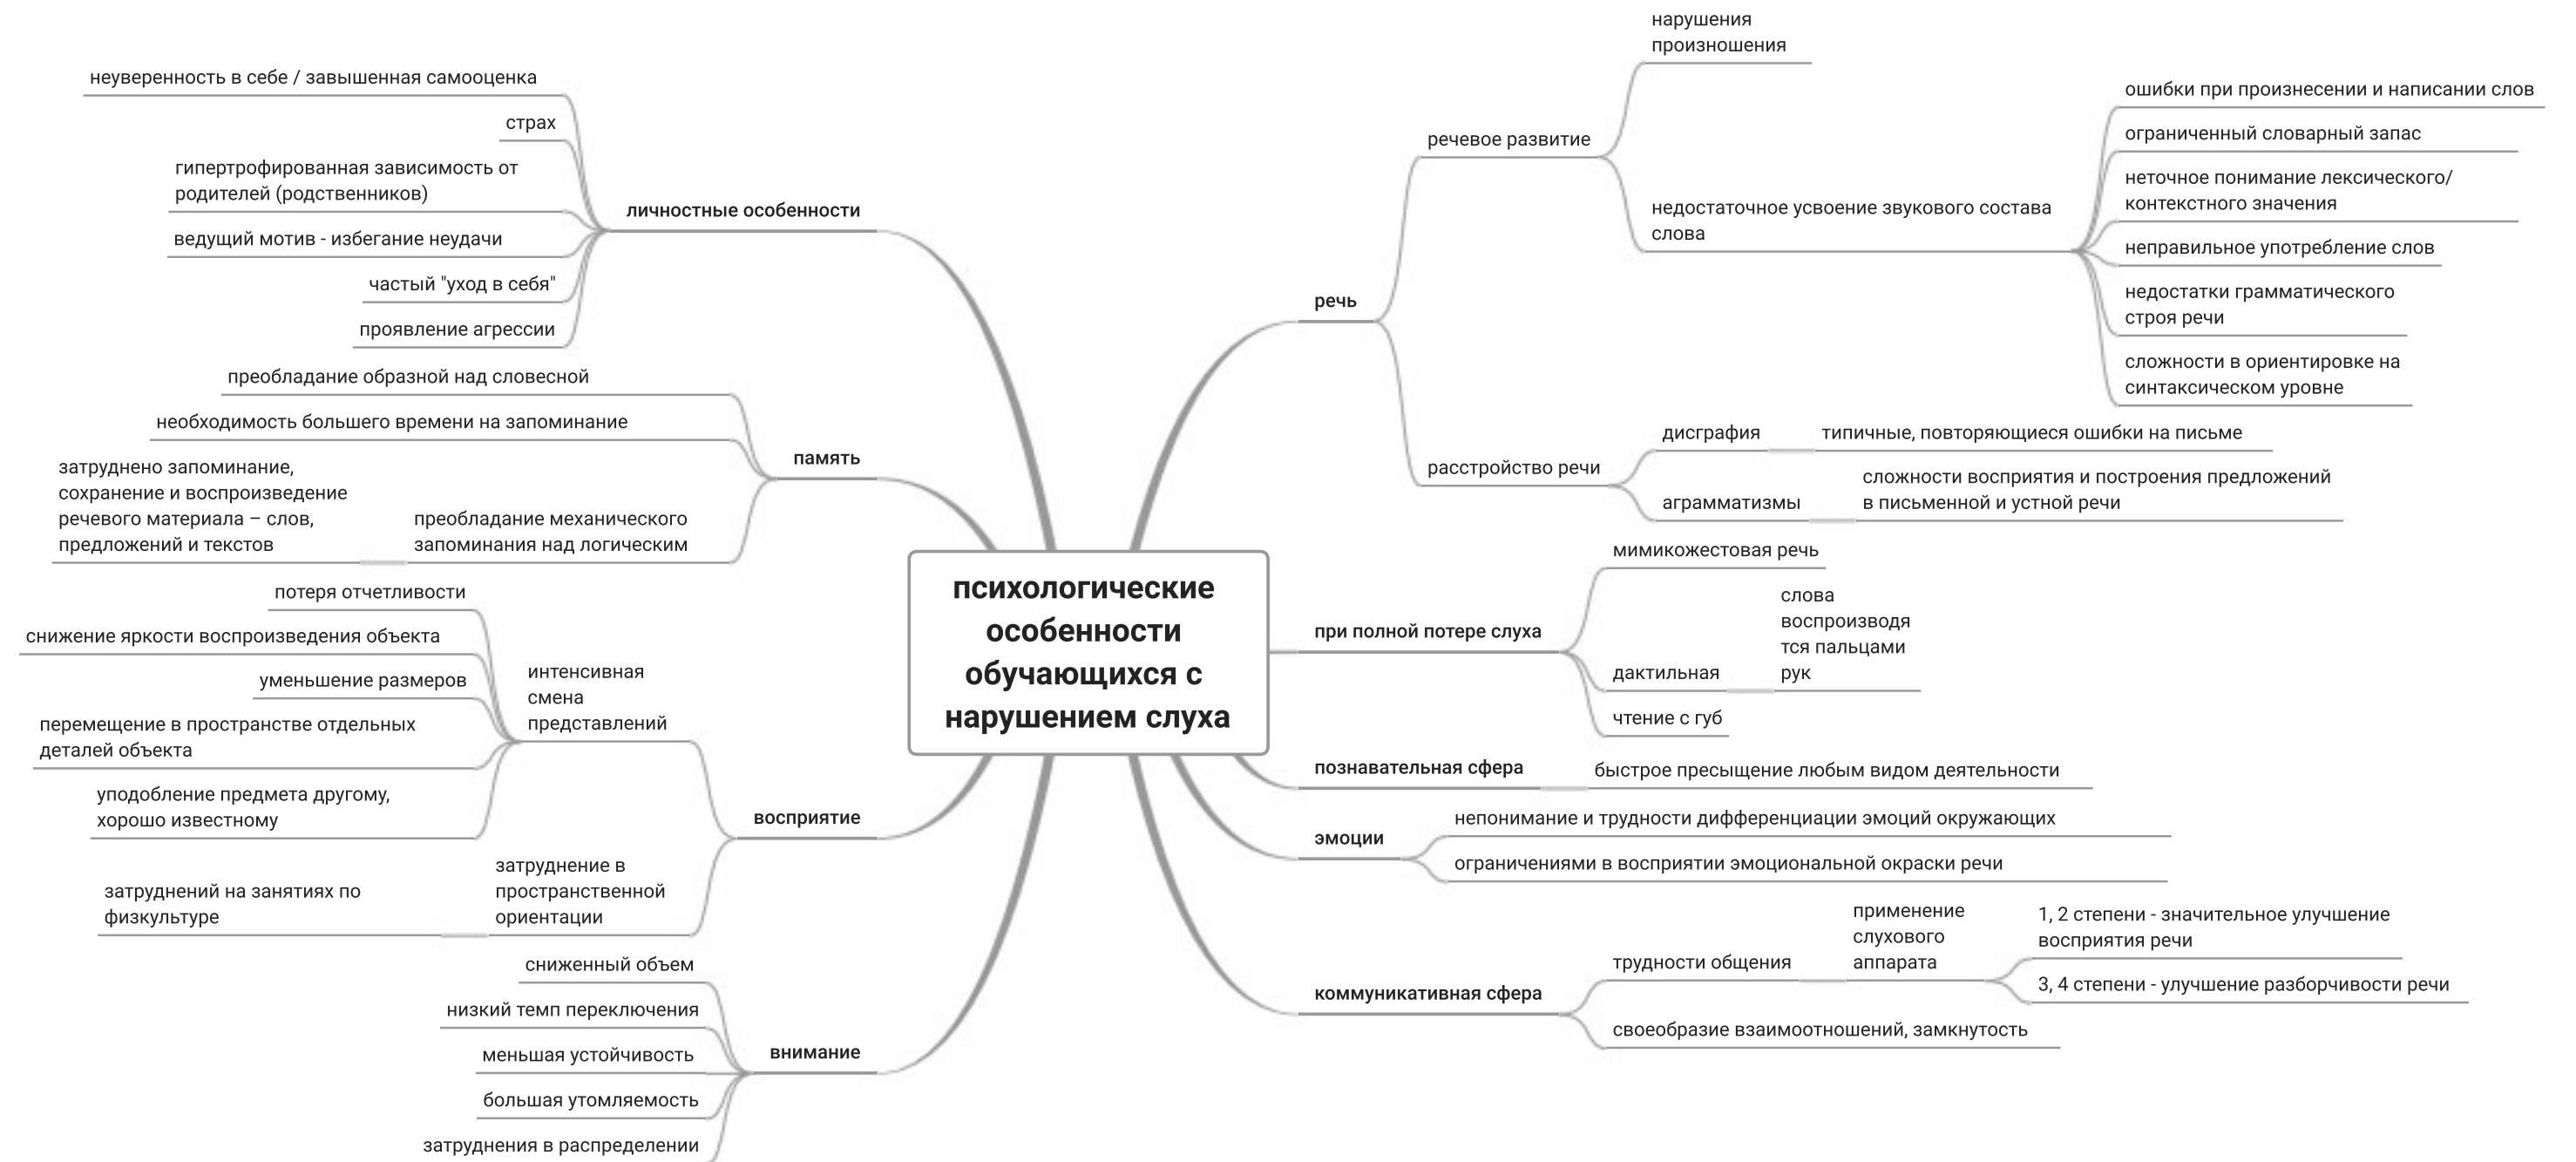 психологические
особенности
обучающихся с
нарушением слуха
речь
речевое развитие
нарушения
произношения
недостаточное усвоение звукового состава
слова
ошибки при произнесении и написании слов
ограниченный словарный запас
неточное понимание лексического/
контекстного значения
неправильное употребление слов
недостатки грамматического
строя речи
сложности в ориентировке на
синтаксическом уровне
расстройство речи
дисграфия
типичные, повторяющиеся ошибки на письме
аграмматизмы
сложности восприятия и построения предложений
в письменной и устной речи
при полной потере слуха
мимикожестовая речь
дактильная
слова
воспроизводя
тся пальцами
рук
чтение с губ
познавательная сфера
быстрое пресыщение любым видом деятельности
эмоции
непонимание и трудности дифференциации эмоций окружающих
ограничениями в восприятии эмоциональной окраски речи
коммуникативная сфера
трудности общения
применение
слухового
аппарата
1, 2 степени - значительное улучшение
восприятия речи
3, 4 степени - улучшение разборчивости речи
своеобразие взаимоотношений, замкнутость
личностные особенности
неуверенность в себе / завышенная самооценка
страх
гипертрофированная зависимость от
родителей (родственников)
ведущий мотив - избегание неудачи
частый "уход в себя"
проявление агрессии
память
преобладание образной над словесной
необходимость большего времени на запоминание
преобладание механического
запоминания над логическим
затруднено запоминание,
сохранение и воспроизведение
речевого материала – слов,
предложений и текстов
восприятие
интенсивная
смена
представлений
потеря отчетливости
снижение яркости воспроизведения объекта
уменьшение размеров
перемещение в пространстве отдельных
деталей объекта
уподобление предмета другому,
хорошо известному
затруднение в
пространственной
ориентации
затруднений на занятиях по
физкультуре
внимание
сниженный объем
низкий темп переключения
меньшая устойчивость
большая утомляемость
затруднения в распределении